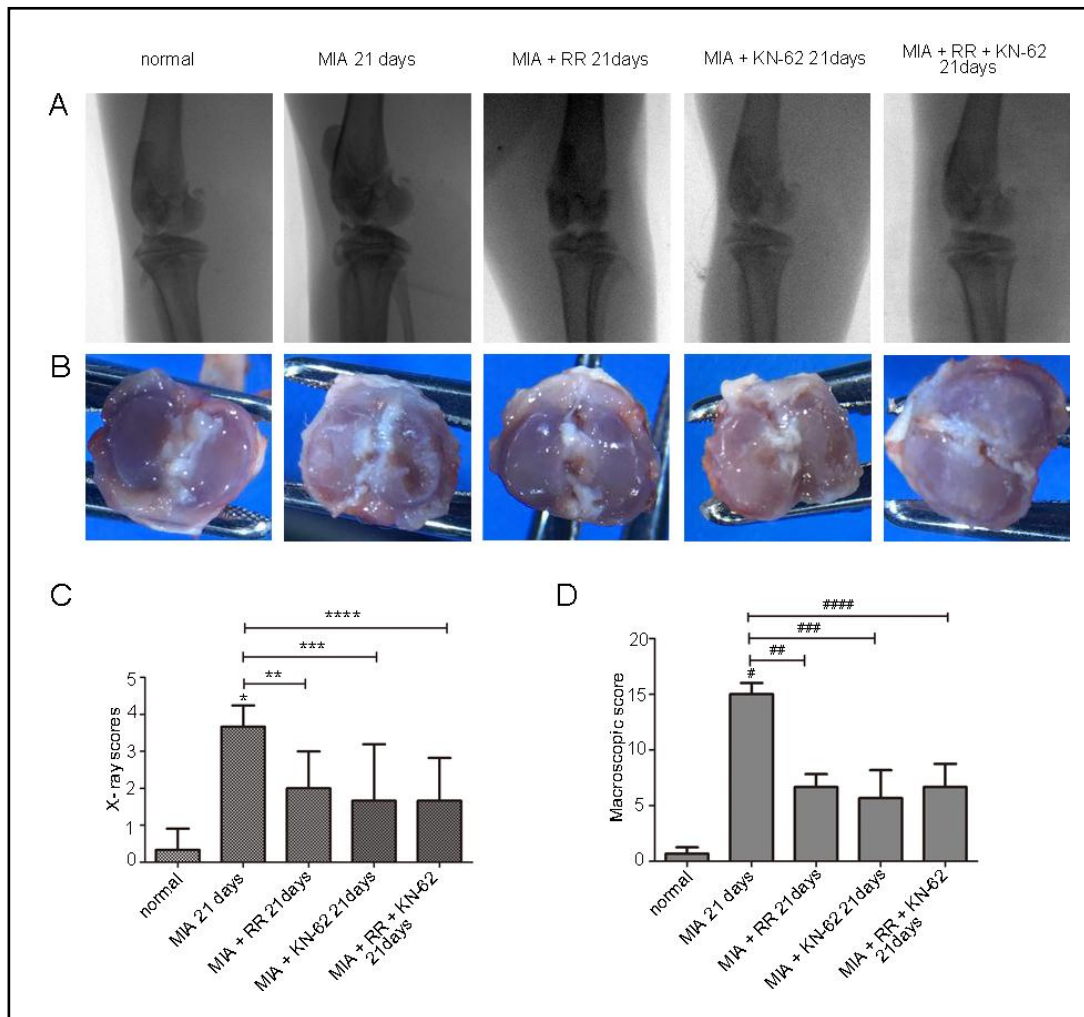 normal
MIA 21 days
MIA + RR 21days
MIA + KN-62 21days
MIA + RR + KN-62
21days
A
B
C
****
***
**
*
5
4
3
2
1
0
X-ray scores
normal
MIA 21 days
MIA + RR 21days
MIA + KN-62 21days
MIA + RR + KN-62
21days
D
####
###
##
#
20
15
10
5
0
Macroscopic score
normal
MIA 21 days
MIA + RR 21days
MIA + KN-62 21days
MIA + RR + KN-62
21days